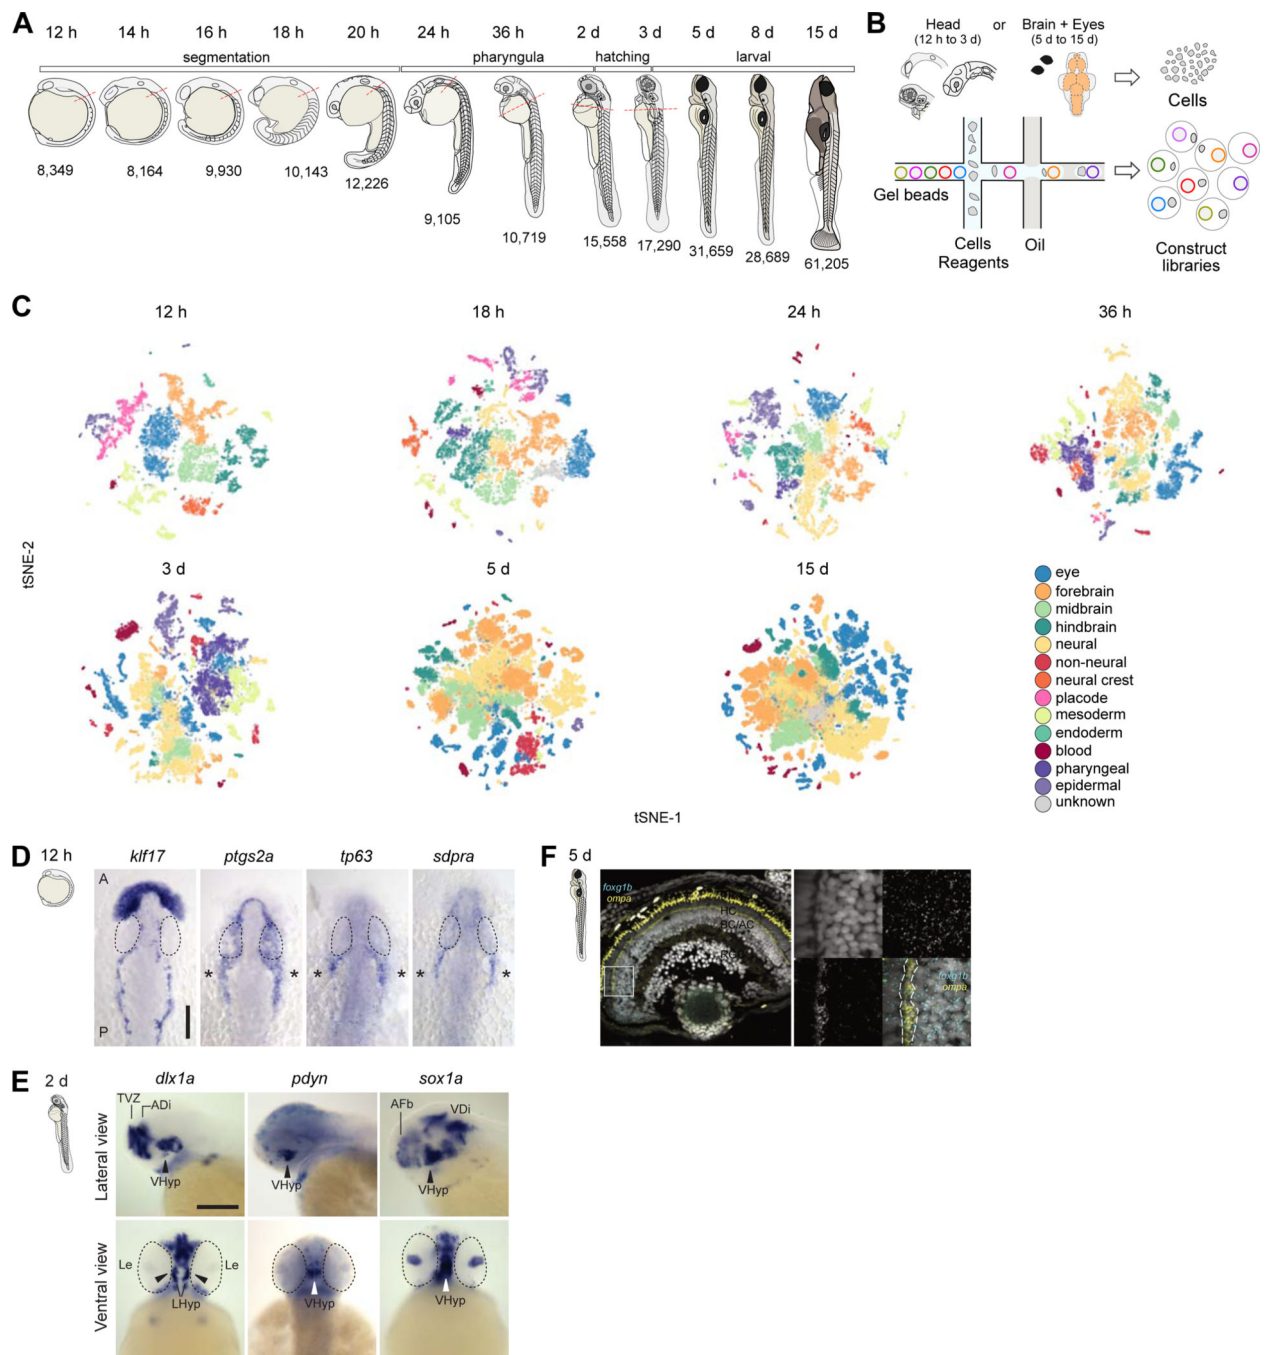 A
12 h 14 h 16 h 18 h 20 h 24 h 36 h 2 d 3 d 5 d 8 d 15 d
segmentation pharyngula hatching larval
8,349 8,164 9,930 10,143 12,226 9,105 10,719 15,558 17,290 31,659 28,689 61,205
B
Head or Brain + Eyes
(12 h to 3 d) (5 d to 15 d)
Cells
Gel beads
Cells Oil
Reagents
Construct
libraries
C
12 h 18 h 24 h 36 h
3 d 5 d 15 d
tSNE-2
tSNE-1
eye
forebrain
midbrain
hindbrain
neural
non-neural
neural crest
placode
mesoderm
endoderm
blood
pharyngeal
epidermal
unknown
D 12 h
klf17 ptgs2a tp63 sdpra
A
* * * * * *
P
E 2 d
dlx1a pdyn sox1a
Lateral view
TVZ ADi AFb VDi
VHyp VHyp VHyp
Ventral view
Le Le
LHyp VHyp VHyp
F 5 d
foxg1b
ompa
HC
BC/AC
foxg1b
ompa